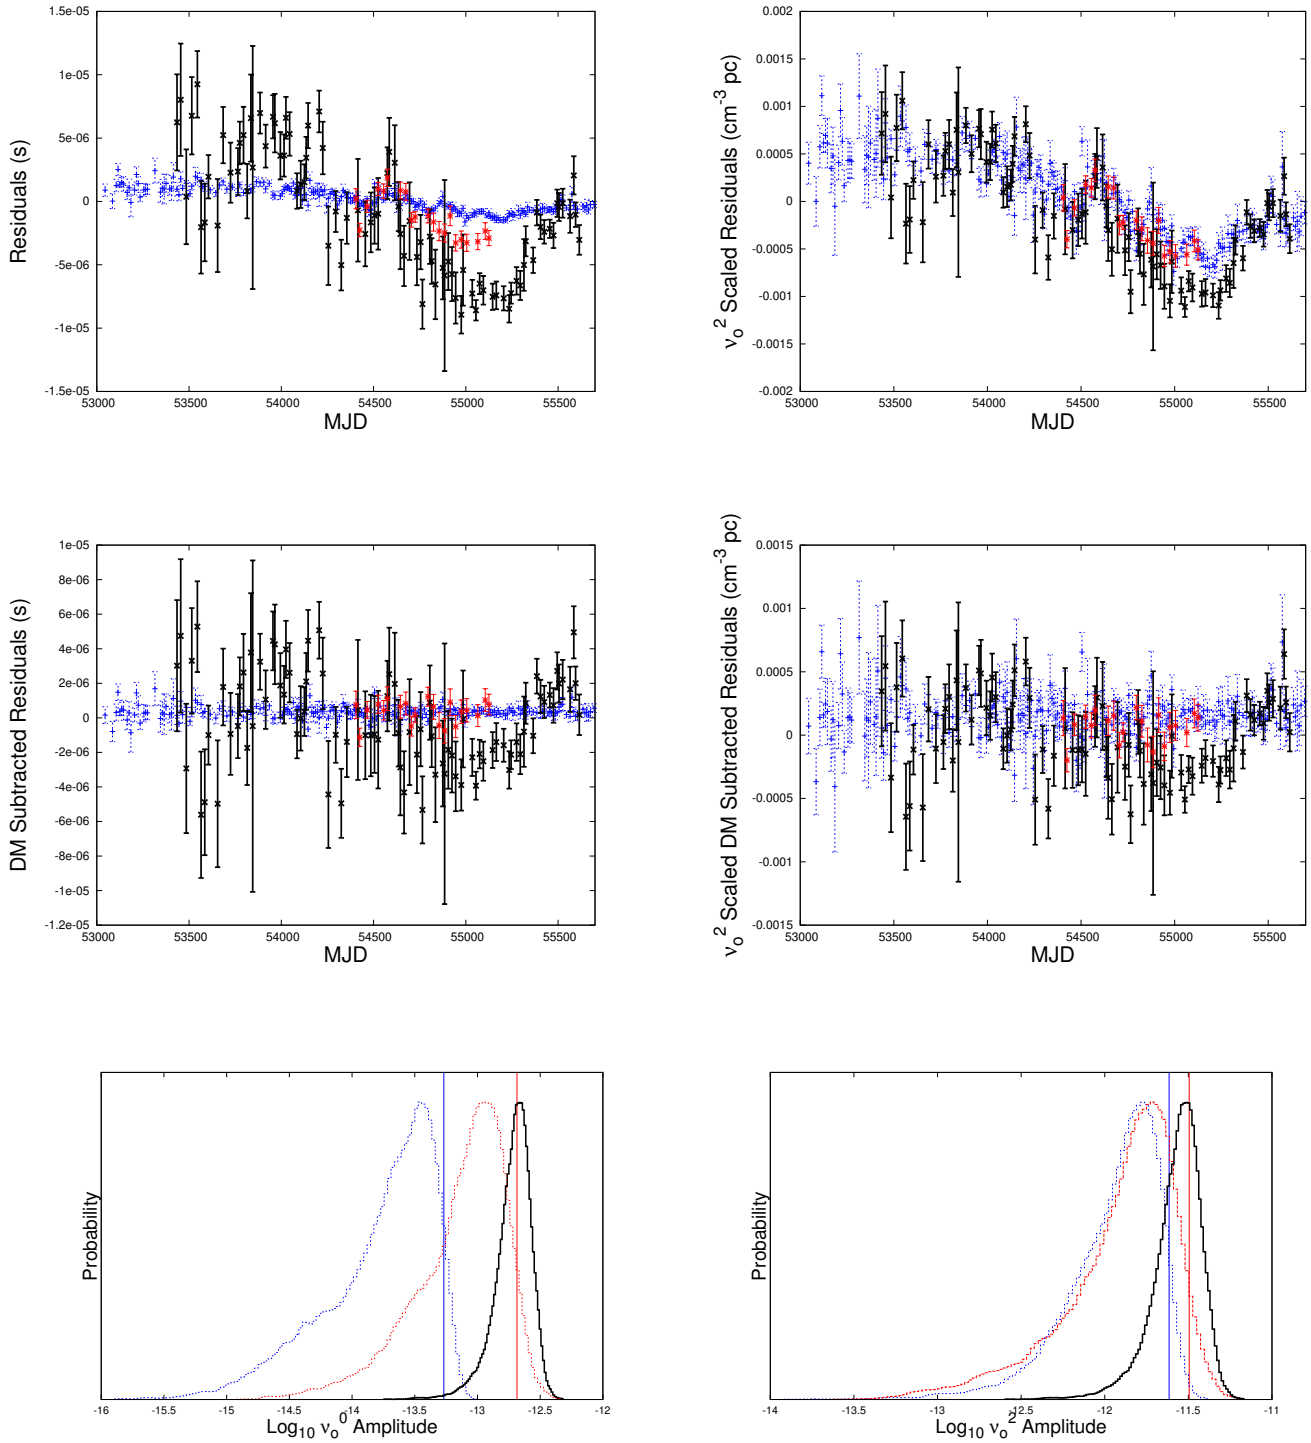 1.5e-05
1e-05
5e-06
0
-5e-06
-1e-05
-1.5e-05
53000 53500 54000 54500 55000 55500
MJD
Residuals (s)
0.002
0.0015
0.001
0.0005
0
-0.0005
-0.001
-0.0015
-0.002
53000 53500 54000 54500 55000 55500
MJD
νo2 Scaled Residuals (cm-3 pc)
1e-05
8e-06
6e-06
4e-06
2e-06
0
-2e-06
-4e-06
-6e-06
-8e-06
-1e-05
-1.2e-05
53000 53500 54000 54500 55000 55500
MJD
DM Subtracted Residuals (s)
0.0015
0.001
0.0005
0
-0.0005
-0.001
-0.0015
53000 53500 54000 54500 55000 55500
MJD
νo2 Scaled DM Subtracted Residuals (cm-3 pc)
Probability
-16 -15.5 -15 -14.5 -14 -13.5 -13 -12.5 -12
Log10 νo0 Amplitude
Probability
-14 -13.5 -13 -12.5 -12 -11.5 -11
Log10 νo2 Amplitude